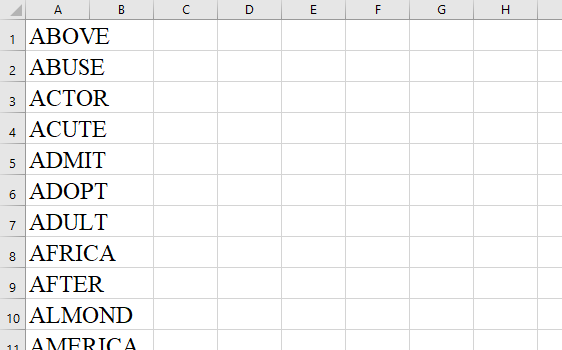 A B C D E F G H
1 ABOVE
2 ABUSE
3 ACTOR
4 ACUTE
5 ADMIT
6 ADOPT
7 ADULT
8 AFRICA
9 AFTER
10 ALMOND
11 AMERICA